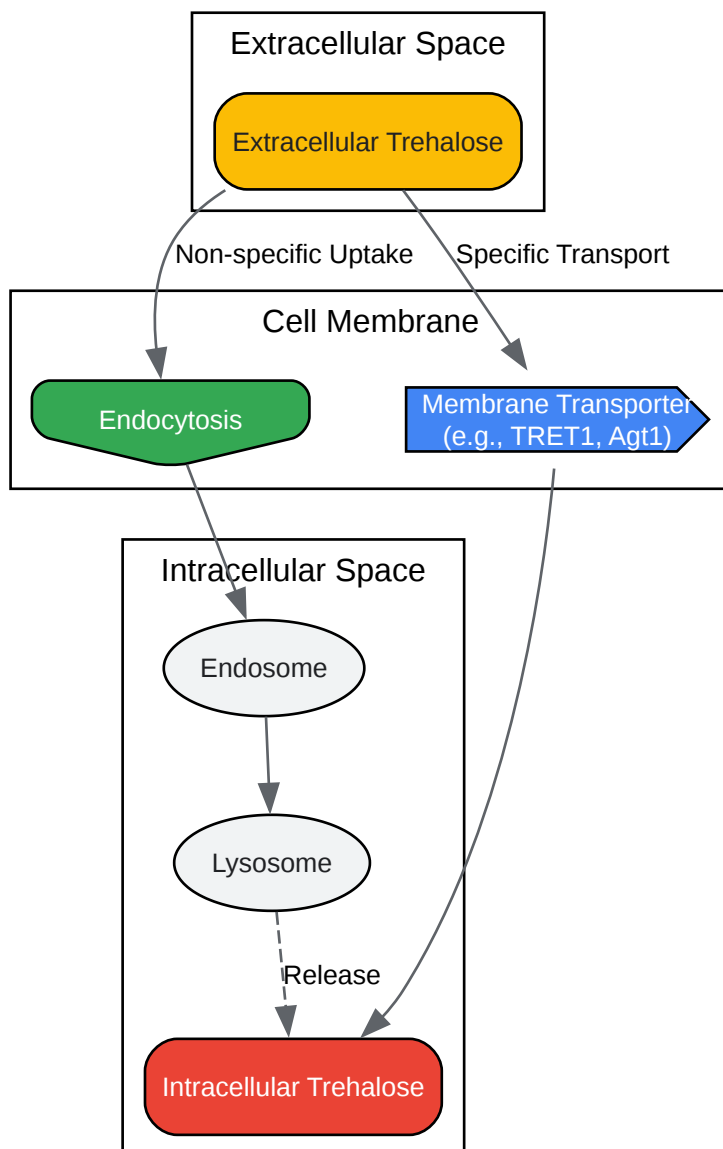 Extracellular Space
Extracellular Trehalose
Non-specific Uptake
Specific Transport
Cell Membrane
Endocytosis
Membrane Transporter
(e.g., TRET1, Agt1)
Intracellular Space
Endosome
Lysosome
Release
Intracellular Trehalose